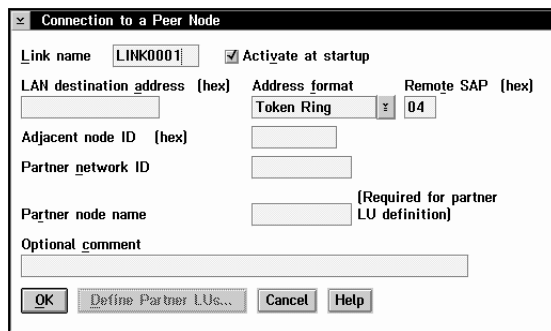 Connection to a Peer Node
Link name LINK0001 Activate at startup
LAN destination address (hex) Address format Remote SAP (hex)
Token Ring 04
Adjacent node ID (hex)
Partner network ID
(Required for partner
Partner node name LU definition)
Optional comment
OK Define Partner LUs... Cancel Help